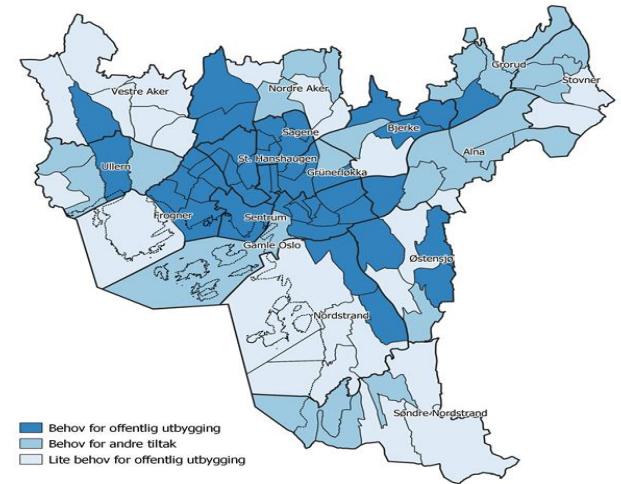 Grorud
Stovner
Vestre Aker
Nordre Aker
Sagene
Bjerke
Alna
St. Hanshaugen
Ullern
Grünerløkka
Frogner
Sentrum
Gamle Oslo
Østensjø
Nordstrand
Søndre Nordstrand
Behov for offentlig utbygging
Behov for andre tiltak
Lite behov for offentlig utbygging